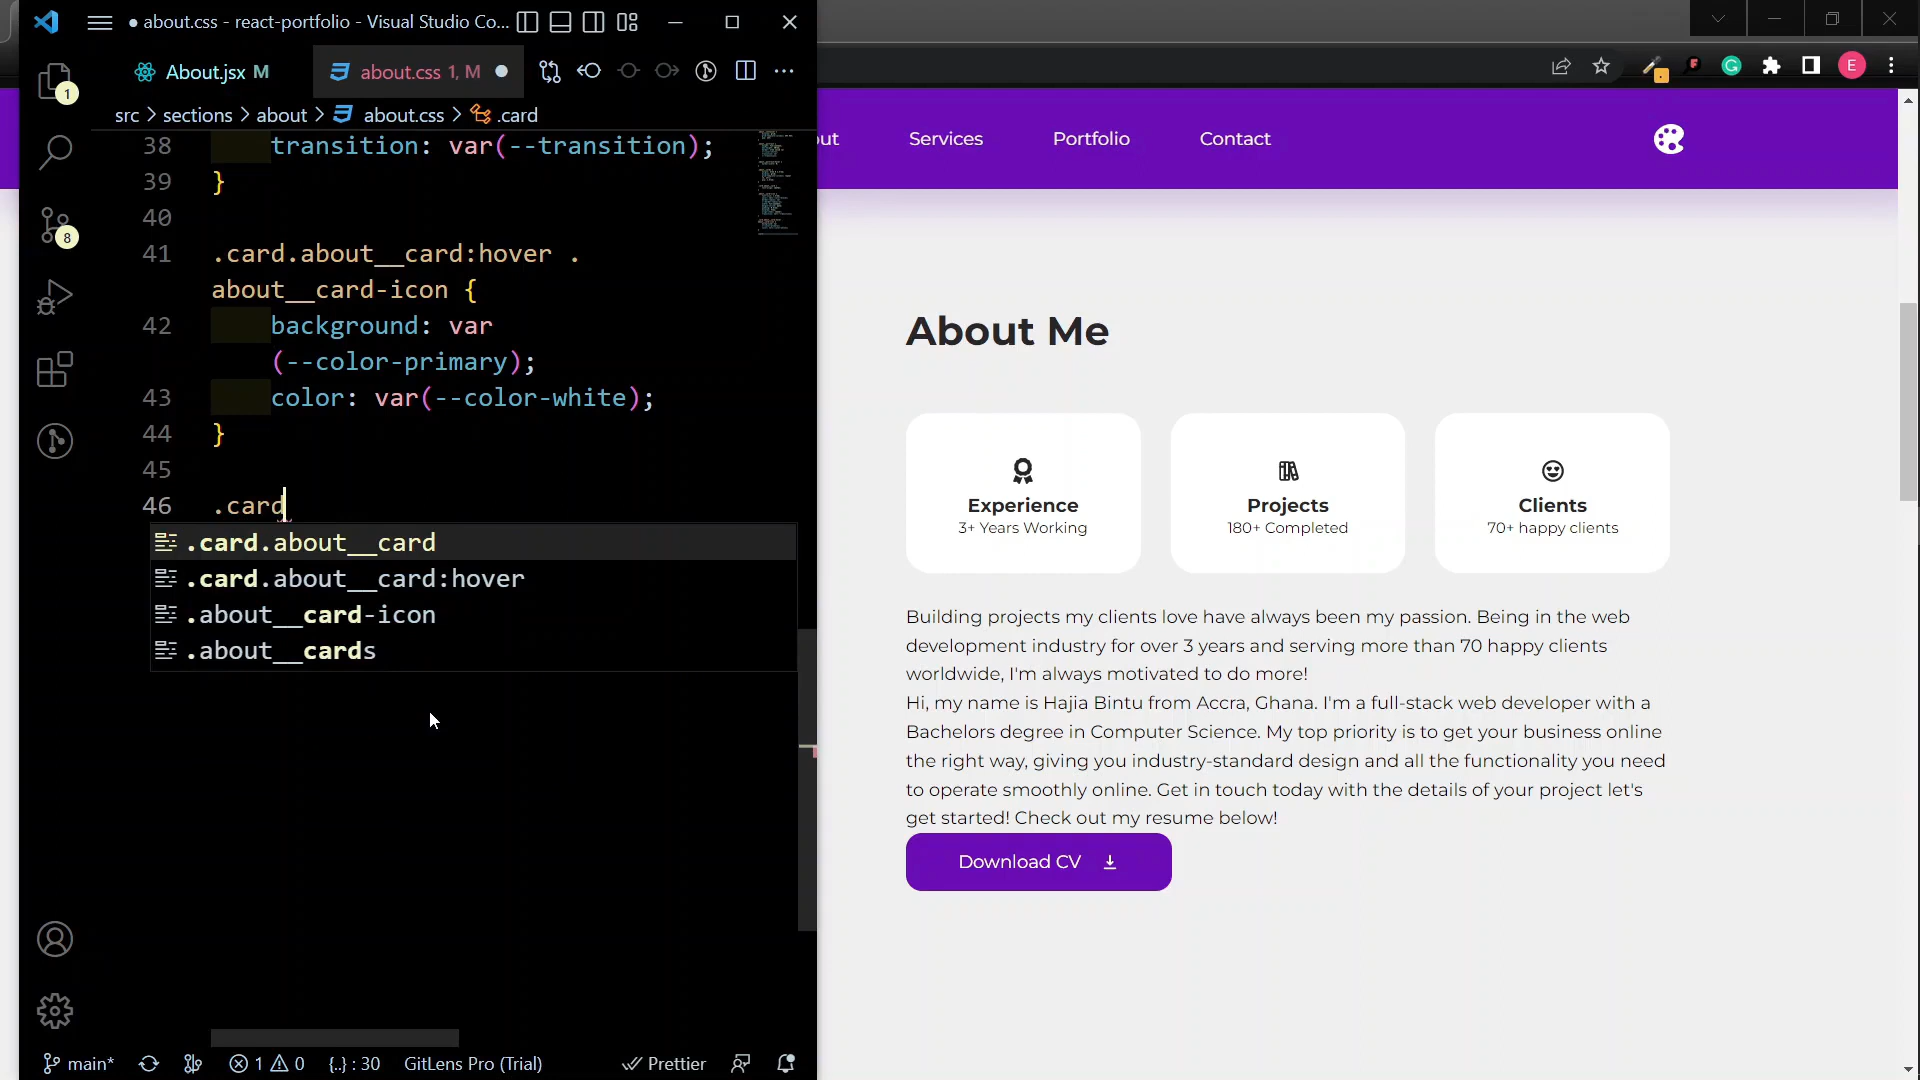 about.css - react-portfolio - Visual Studio Co...
About.jsx M
about.css 1, M
src > sections > about > about.css > .card
38 transition: var(--transition);
39 }
40
41 .card.about__card:hover .
about__card-icon {
42 background: var
(--color-primary);
43 color: var(--color-white);
44 }
45
46 .card
.card.about__card
.card.about__card:hover
.about__card-icon
.about__cards
1
8
main*
1 0
{..} : 30
GitLens Pro (Trial)
Prettier
E
out
Services
Portfolio
Contact
About Me
Experience
3+ Years Working
Projects
180+ Completed
Clients
70+ happy clients
Building projects my clients love have always been my passion. Being in the web
development industry for over 3 years and serving more than 70 happy clients
worldwide, I'm always motivated to do more!
Hi, my name is Hajia Bintu from Accra, Ghana. I'm a full-stack web developer with a
Bachelors degree in Computer Science. My top priority is to get your business online
the right way, giving you industry-standard design and all the functionality you need
to operate smoothly online. Get in touch today with the details of your project let's
get started! Check out my resume below!
Download CV